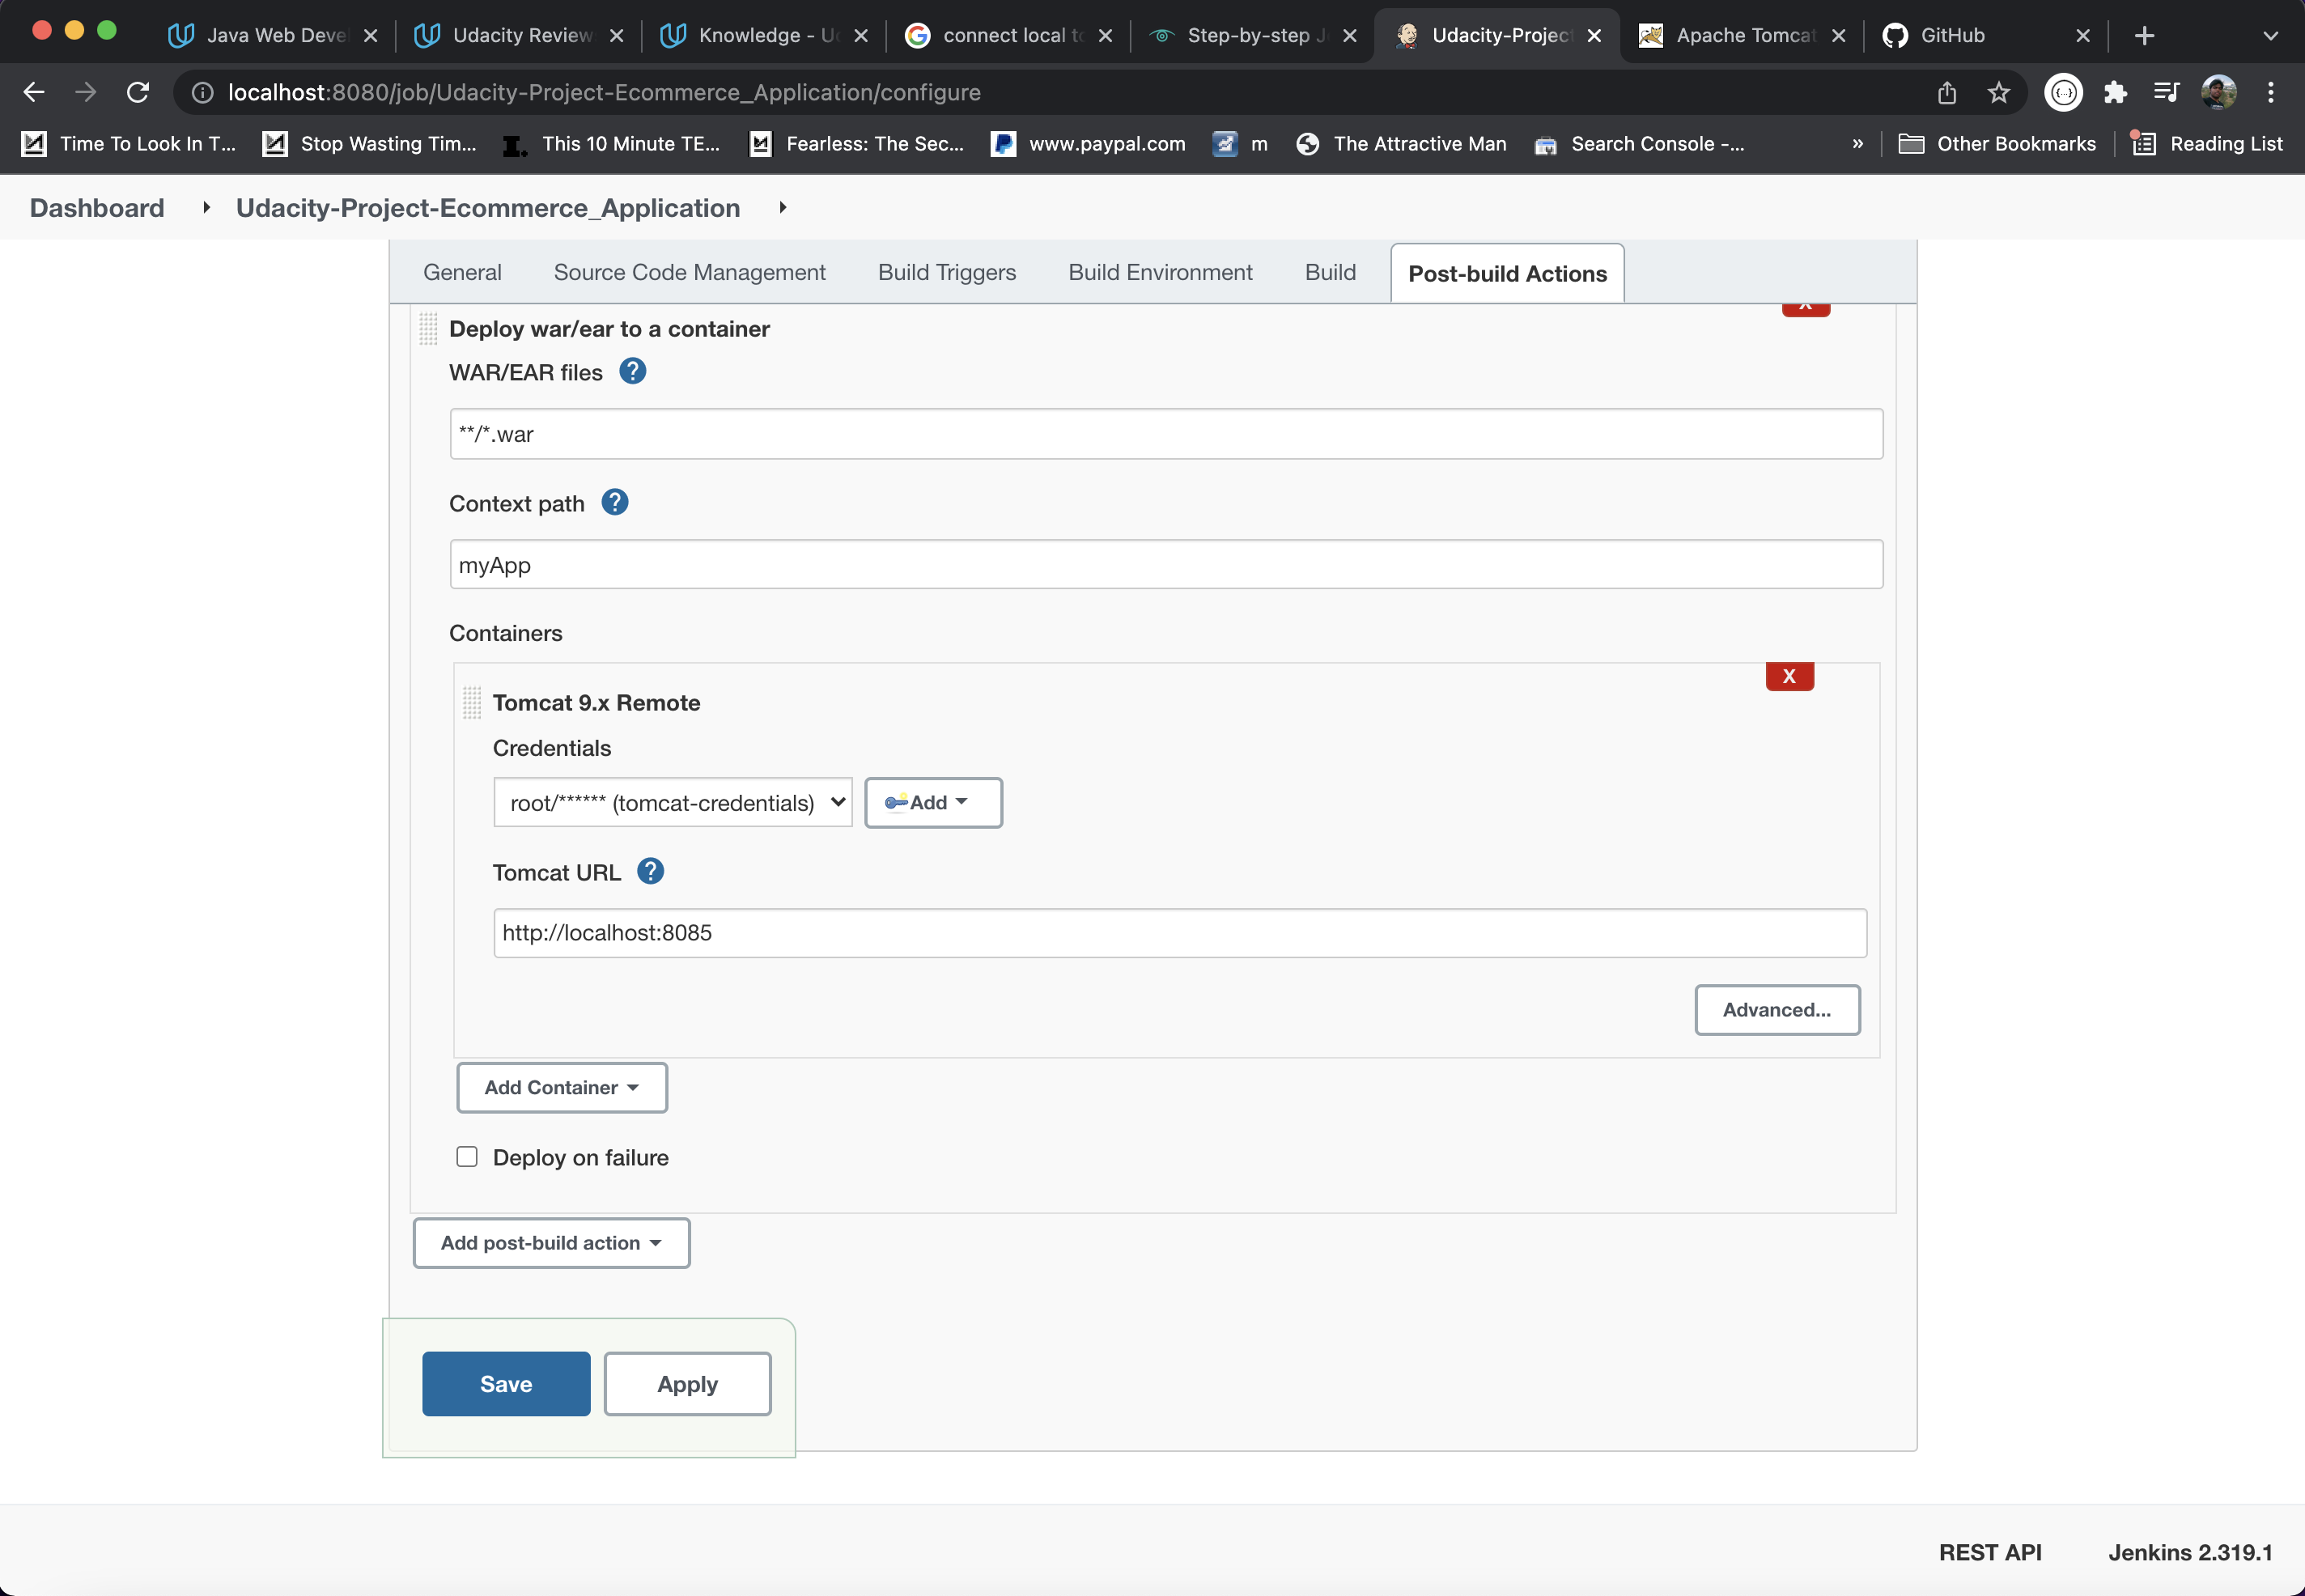 Java Web Deve
Udacity Review
Knowledge - Ud
connect local to
Step-by-step J
Udacity-Project
Apache Tomcat
GitHub
localhost:8080/job/Udacity-Project-Ecommerce_Application/configure
Time To Look In T...
Stop Wasting Tim...
This 10 Minute TE...
Fearless: The Sec...
www.paypal.com
m
The Attractive Man
Search Console -...
»
Other Bookmarks
Reading List
Dashboard
Udacity-Project-Ecommerce_Application
General
Source Code Management
Build Triggers
Build Environment
Build
Post-build Actions
X
Deploy war/ear to a container
WAR/EAR files ?
**/*.war
Context path ?
myApp
Containers
X
Tomcat 9.x Remote
Credentials
root/****** (tomcat-credentials)
Add
Tomcat URL ?
http://localhost:8085
Advanced...
Add Container
Deploy on failure
Add post-build action
Save
Apply
REST API
Jenkins 2.319.1